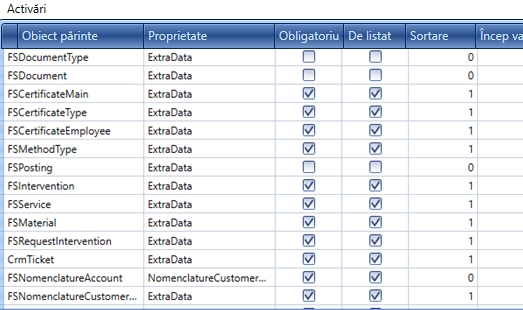 Activări
Obiect părinte Proprietate Obligatoriu De listat Sortare Încep va
FSDocumentType ExtraData 0
FSDocument ExtraData 0
FSCertificateMain ExtraData 1
FSCertificateType ExtraData 1
FSCertificateEmployee ExtraData 1
FSMethodType ExtraData 1
FSPosting ExtraData 0
FSIntervention ExtraData 1
FSService ExtraData 1
FSMaterial ExtraData 1
FSRequestIntervention ExtraData 1
CrmTicket ExtraData 1
FSNomenclatureAccount NomenclatureCustomer... 0
FSNomenclatureCustomer... ExtraData 1